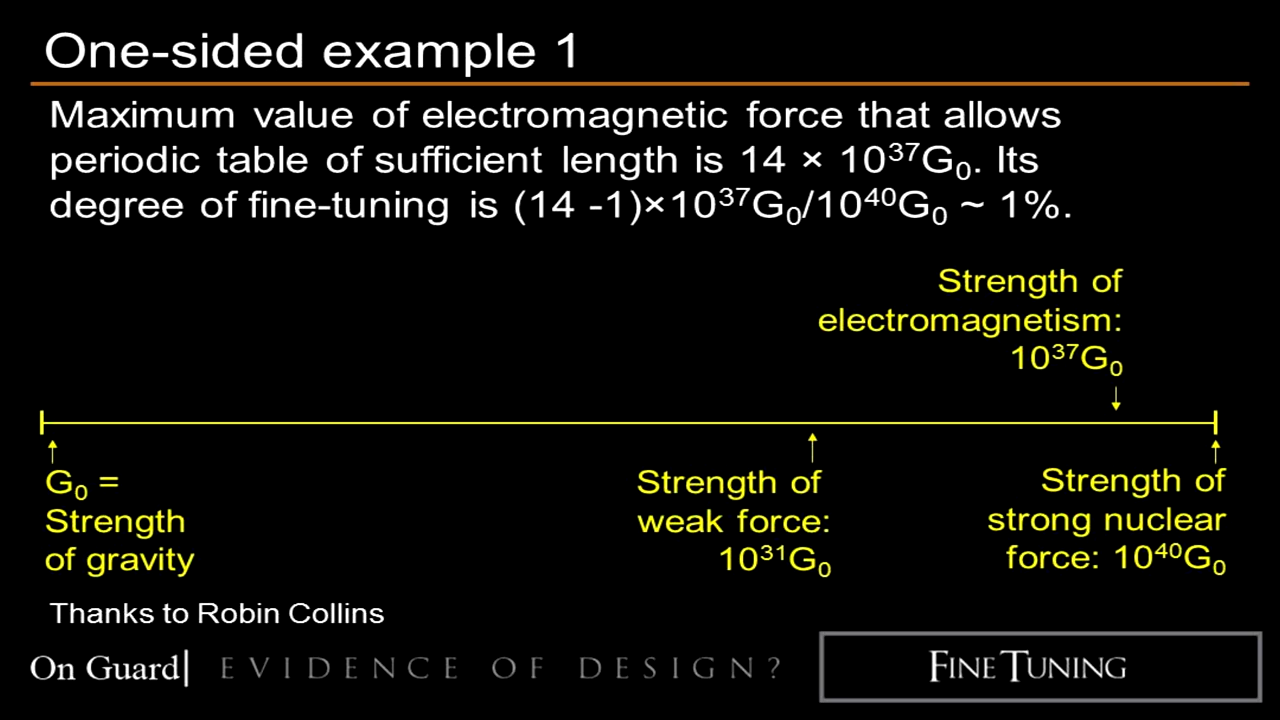 One-sided example 1
Maximum value of electromagnetic force that allows
periodic table of sufficient length is 14 × 10³⁷G₀. Its
degree of fine-tuning is (14 -1)×10³⁷G₀/10⁴⁰G₀ ~ 1%.
Strength of
electromagnetism:
10³⁷G₀
G₀ =
Strength
of gravity
Strength of
weak force:
10³¹G₀
Strength of
strong nuclear
force: 10⁴⁰G₀
Thanks to Robin Collins
On Guard| EVIDENCE OF DESIGN?
FINE TUNING